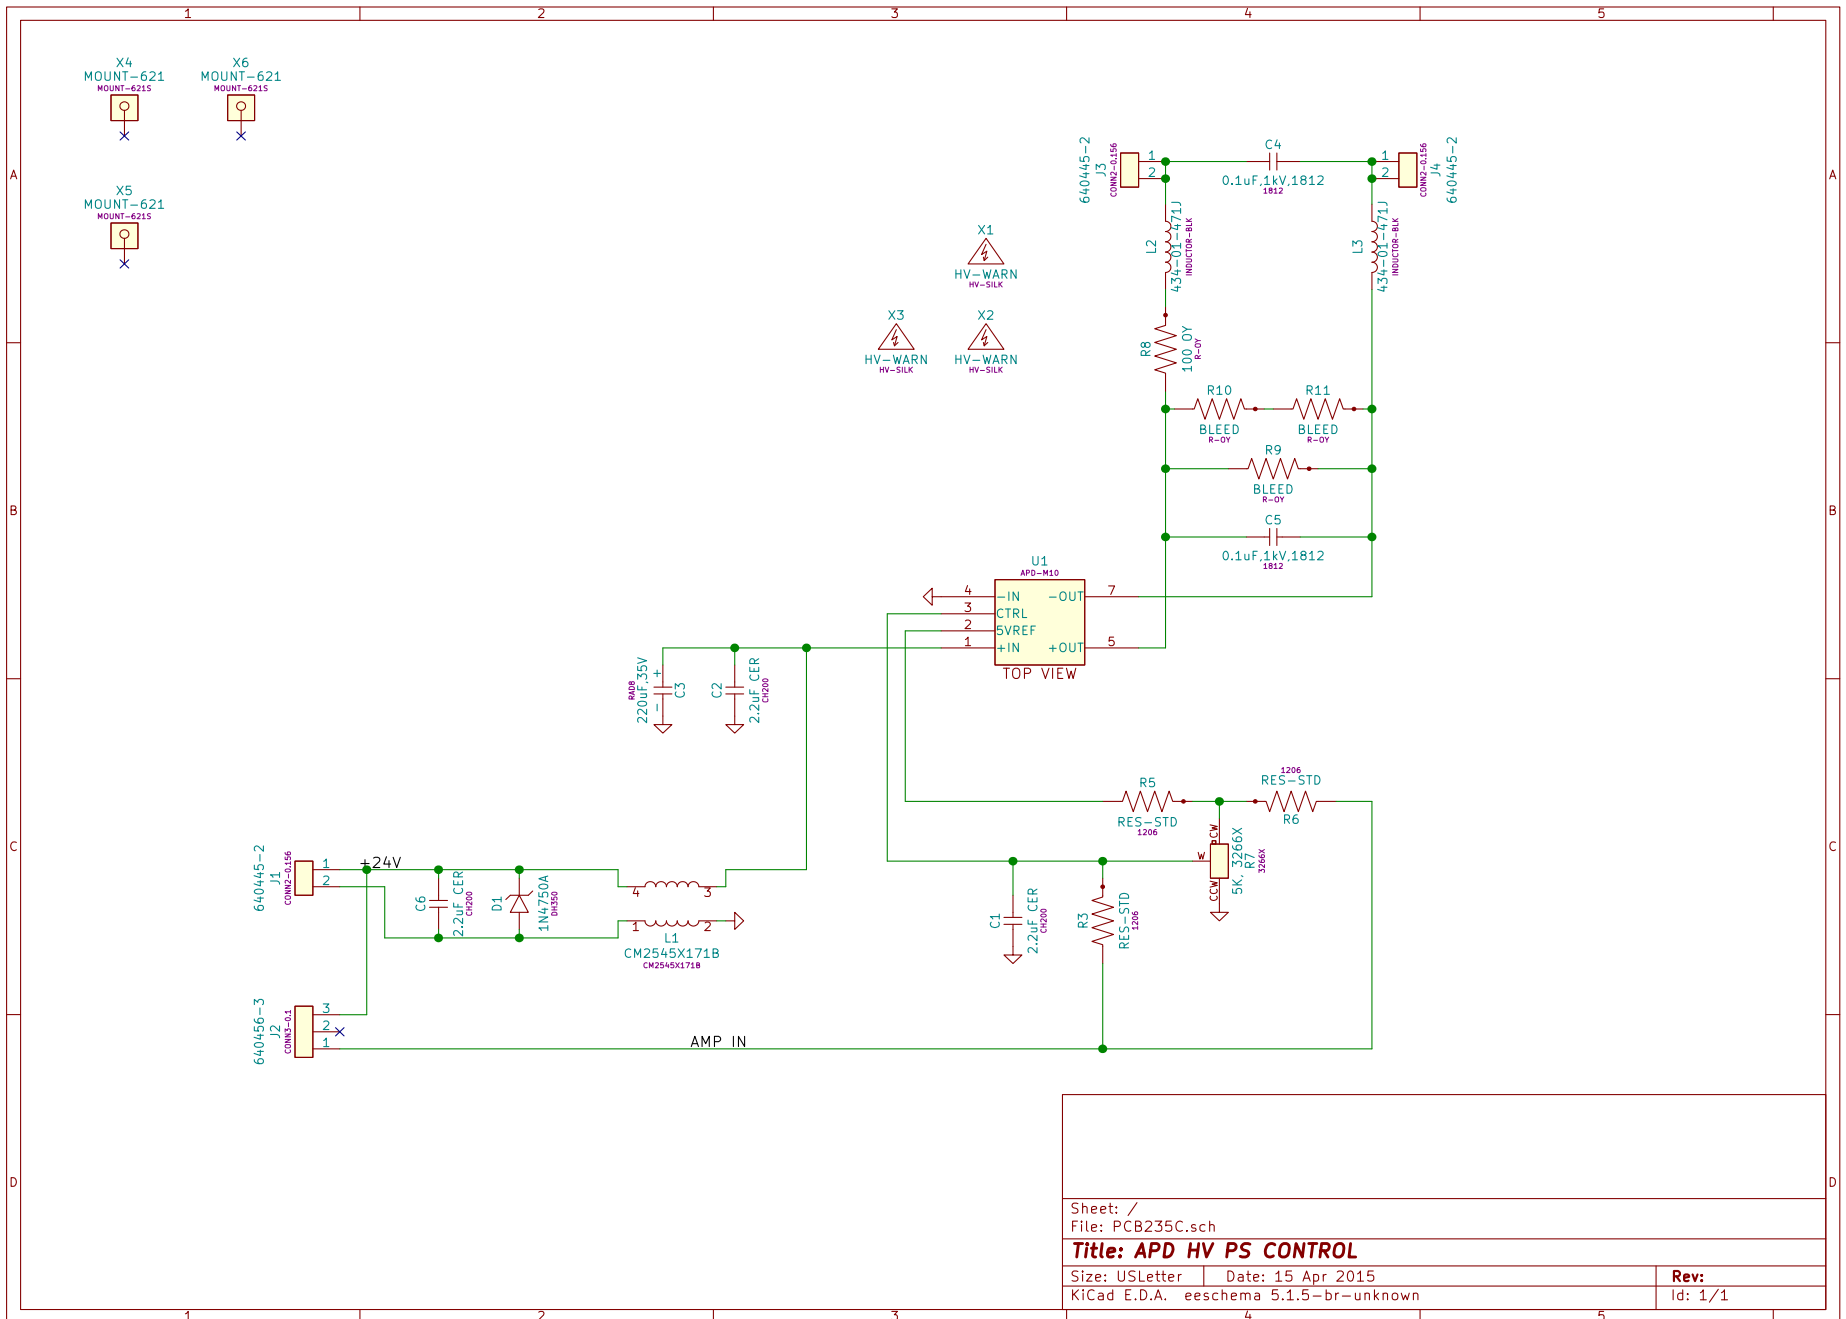 1 2 3 4 5
A
B
C
D
X4
MOUNT-621
MOUNT-621S
X6
MOUNT-621
MOUNT-621S
X5
MOUNT-621
MOUNT-621S
640445-2
J3
CONN2-0.156
1
2
C4
0.1uF,1kV,1812
1812
1
2
CONN2-0.156
J4
640445-2
L2
434-01-471J
INDUCTOR-BLK
L3
434-01-471J
INDUCTOR-BLK
X1
HV-WARN
HV-SILK
X3
HV-WARN
HV-SILK
X2
HV-WARN
HV-SILK
R8
100 OY
R-OY
R10
BLEED
R-OY
R11
BLEED
R-OY
R9
BLEED
R-OY
C5
0.1uF,1kV,1812
1812
U1
APD-M10
4 -IN -OUT 7
3 CTRL
2 5VREF
1 +IN +OUT 5
TOP VIEW
RAD8
220uF,35V
+
-
C3
C2
2.2uF CER
CH200
R5
RES-STD
1206
1206
RES-STD
R6
CW
W
CCW
5K, 3266X
R7
3266X
640445-2
J1
CONN2-0.156
1
2
+24V
C6
2.2uF CER
CH200
D1
1N4750A
DH350
4 3
1 2
L1
CM2545X171B
CM2545X171B
C1
2.2uF CER
CH200
R3
RES-STD
1206
640456-3
J2
CONN3-0.1
3
2
1
AMP IN
Sheet: /
File: PCB235C.sch
Title: APD HV PS CONTROL
Size: USLetter Date: 15 Apr 2015 Rev:
KiCad E.D.A. eeschema 5.1.5-br-unknown Id: 1/1
A
B
C
D
1 2 3 4 5